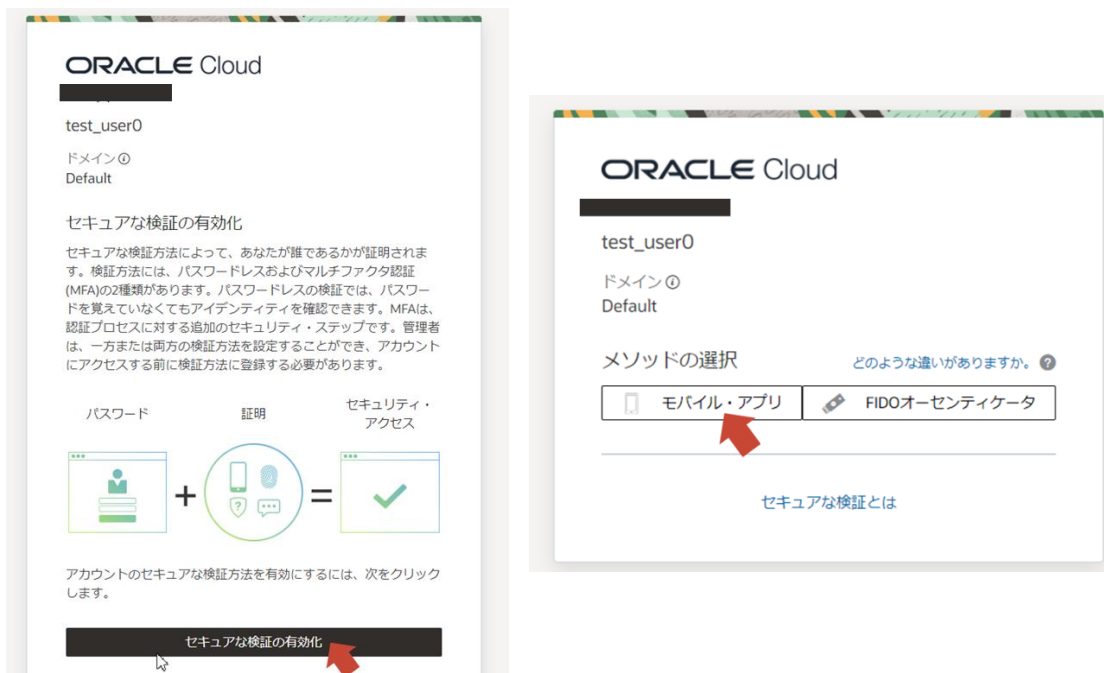 ORACLE Cloud
test_user0
ドメイン
Default
セキュアな検証の有効化
セキュアな検証方法によって、あなたが誰であるかが証明されま
す。検証方法には、パスワードレスおよびマルチファクタ認証
(MFA)の2種類があります。パスワードレスの検証では、パスワー
ドを覚えていなくてもアイデンティティを確認できます。MFAは、
認証プロセスに対する追加のセキュリティ・ステップです。管理者
は、一方または両方の検証方法を設定することができ、アカウント
にアクセスする前に検証方法に登録する必要があります。
パスワード 証明 セキュリティ・
アクセス
アカウントのセキュアな検証方法を有効にするには、次をクリック
します。
セキュアな検証の有効化
ORACLE Cloud
test_user0
ドメイン
Default
メソッドの選択 どのような違いがありますか。
モバイル・アプリ FIDOオーセンティケータ
セキュアな検証とは